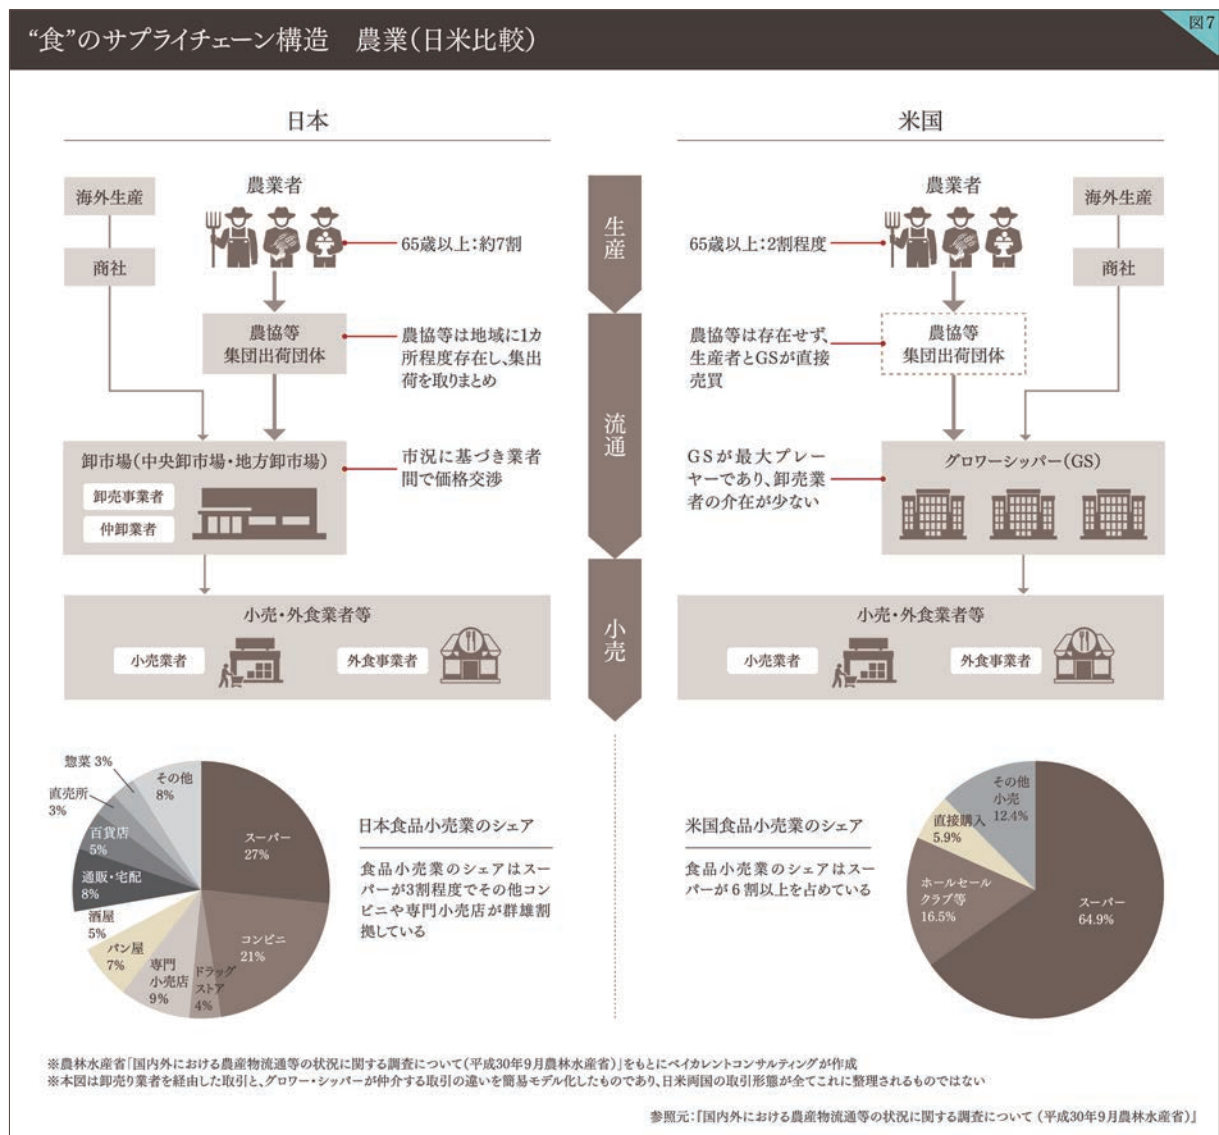 “食”のサプライチェーン構造　農業(日米比較)
図7
日本
海外生産
商社
農業者
65歳以上：約7割
農協等
集団出荷団体
農協等は地域に1カ
所程度存在し、集出
荷を取りまとめ
卸市場(中央卸市場・地方卸市場)
卸売事業者
仲卸業者
市況に基づき業者
間で価格交渉
小売・外食業者等
小売業者
外食事業者
生産
流通
小売
米国
農業者
海外生産
商社
65歳以上：2割程度
農協等
集団出荷団体
農協等は存在せず、
生産者とGSが直接
売買
GSが最大プレー
ヤーであり、卸売業
者の介在が少ない
グロワーシッパー(GS)
小売・外食業者等
小売業者
外食事業者
スーパー
27%
コンビニ
21%
ドラッグ
ストア
4%
専門
小売店
9%
パン屋
7%
酒屋
5%
通販・宅配
8%
百貨店
5%
直売所
3%
惣菜 3%
その他
8%
日本食品小売業のシェア
食品小売業のシェアはスー
パーが3割程度でその他コン
ビニや専門小売店が群雄割
拠している
米国食品小売業のシェア
食品小売業のシェアはスー
パーが6割以上を占めている
スーパー
64.9%
ホールセール
クラブ等
16.5%
直接購入
5.9%
その他
小売
12.4%
※農林水産省「国内外における農産物流通等の状況に関する調査について(平成30年9月農林水産省)」をもとにベイカレントコンサルティングが作成
※本図は卸売り業者を経由した取引と、グロワー・シッパーが仲介する取引の違いを簡易モデル化したものであり、日米両国の取引形態が全てこれに整理されるものではない
参照元：『国内外における農産物流通等の状況に関する調査について (平成30年9月農林水産省)』